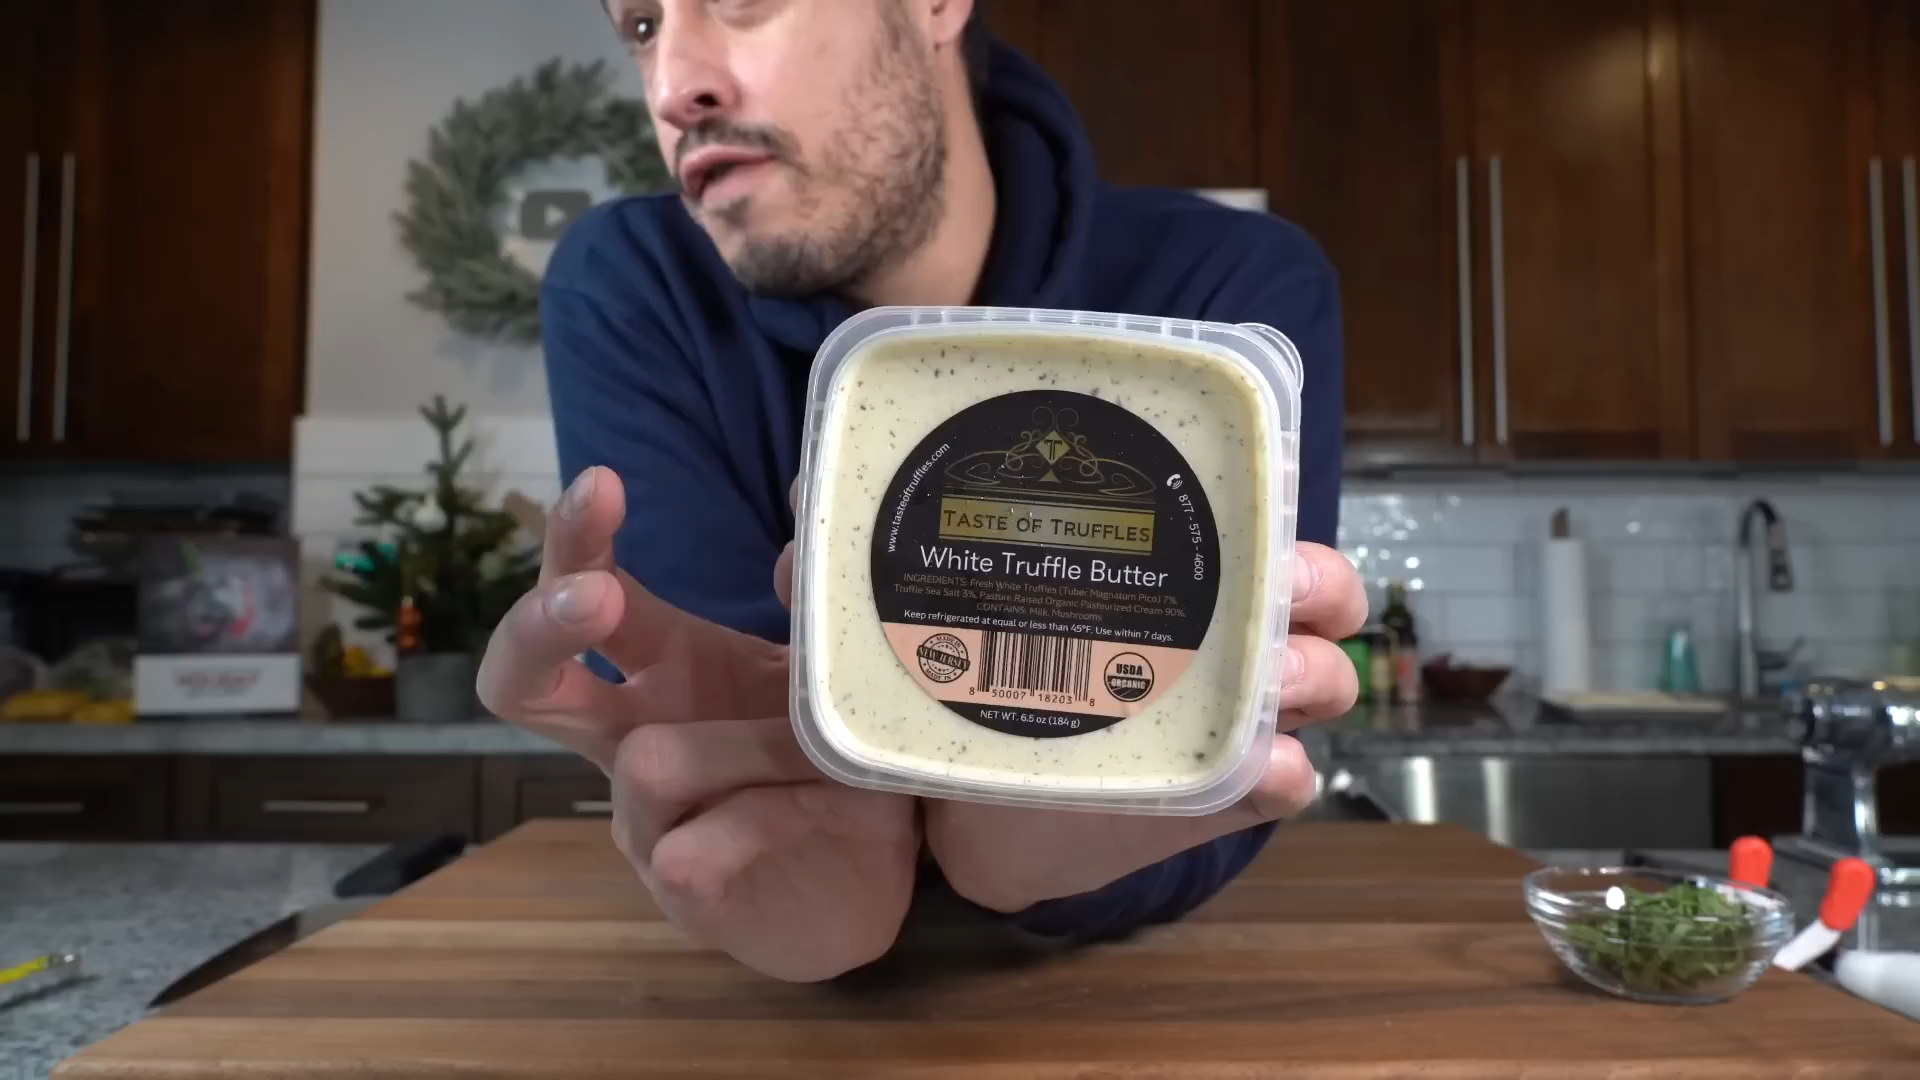 www.tasteoftruffles.com
877 - 575 - 4600
T
TASTE OF TRUFFLES
White Truffle Butter
INGREDIENTS: Fresh White Truffles (Tuber Magnatum Pico) 7%,
Truffle Sea Salt 3%, Pasture Raised Organic Pasteurized Cream 90%.
CONTAINS: Milk, Mushrooms
Keep refrigerated at equal or less than 45°F. Use within 7 days.
MADE IN
NEW JERSEY
MADE IN
USDA
ORGANIC
8 50007 18203 8
NET WT. 6.5 oz (184 g)